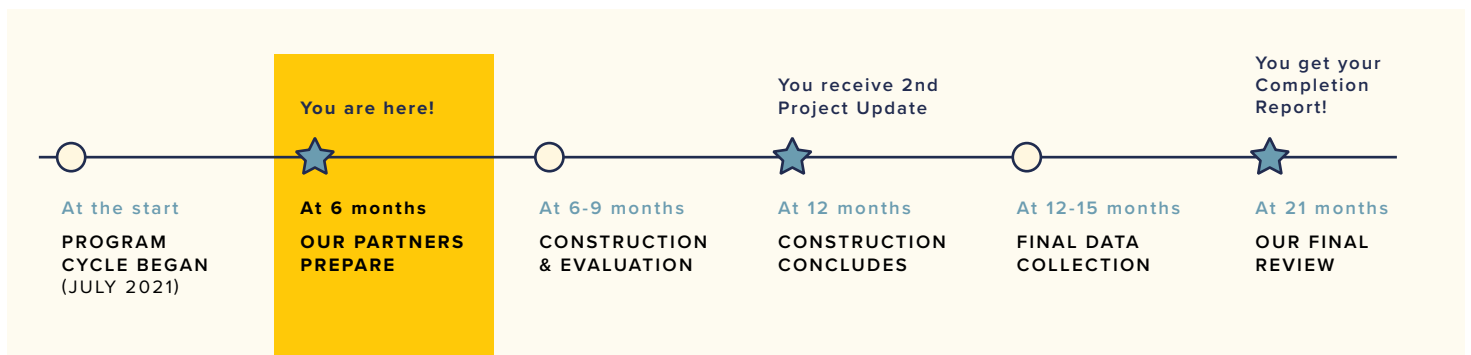 You are here!
You receive 2nd
Project Update
You get your
Completion
Report!
At the start
PROGRAM
CYCLE BEGAN
(JULY 2021)
At 6 months
OUR PARTNERS
PREPARE
At 6-9 months
CONSTRUCTION
& EVALUATION
At 12 months
CONSTRUCTION
CONCLUDES
At 12-15 months
FINAL DATA
COLLECTION
At 21 months
OUR FINAL
REVIEW